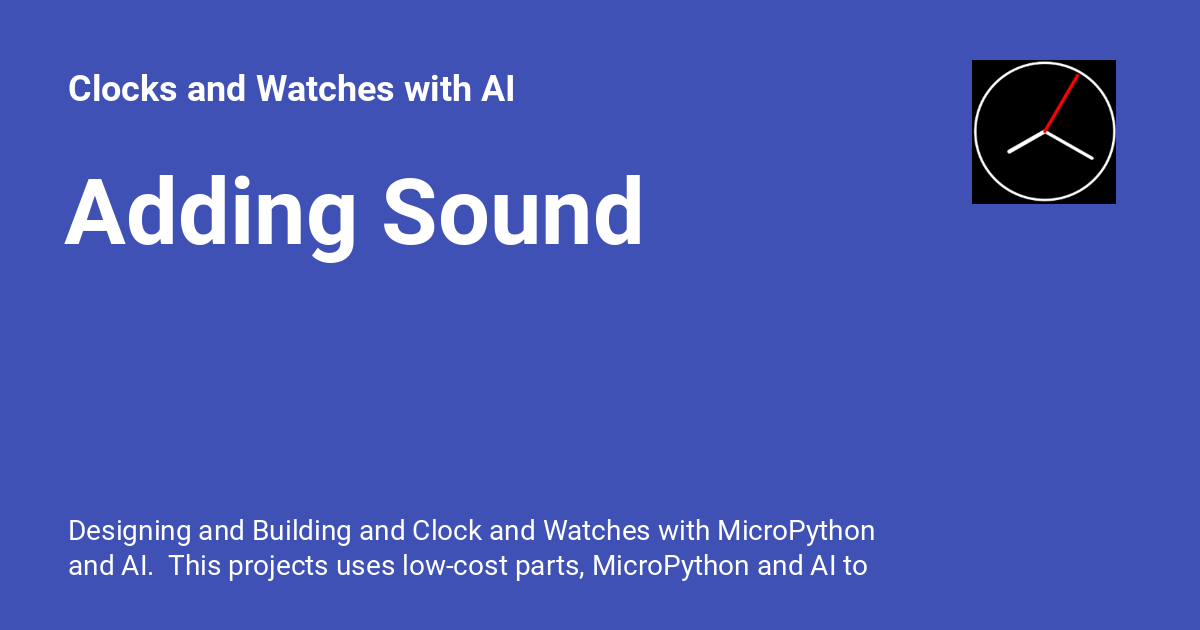 Clocks and Watches with AI
Adding Sound
Designing and Building and Clock and Watches with MicroPython
and AI.  This projects uses low-cost parts, MicroPython and AI to